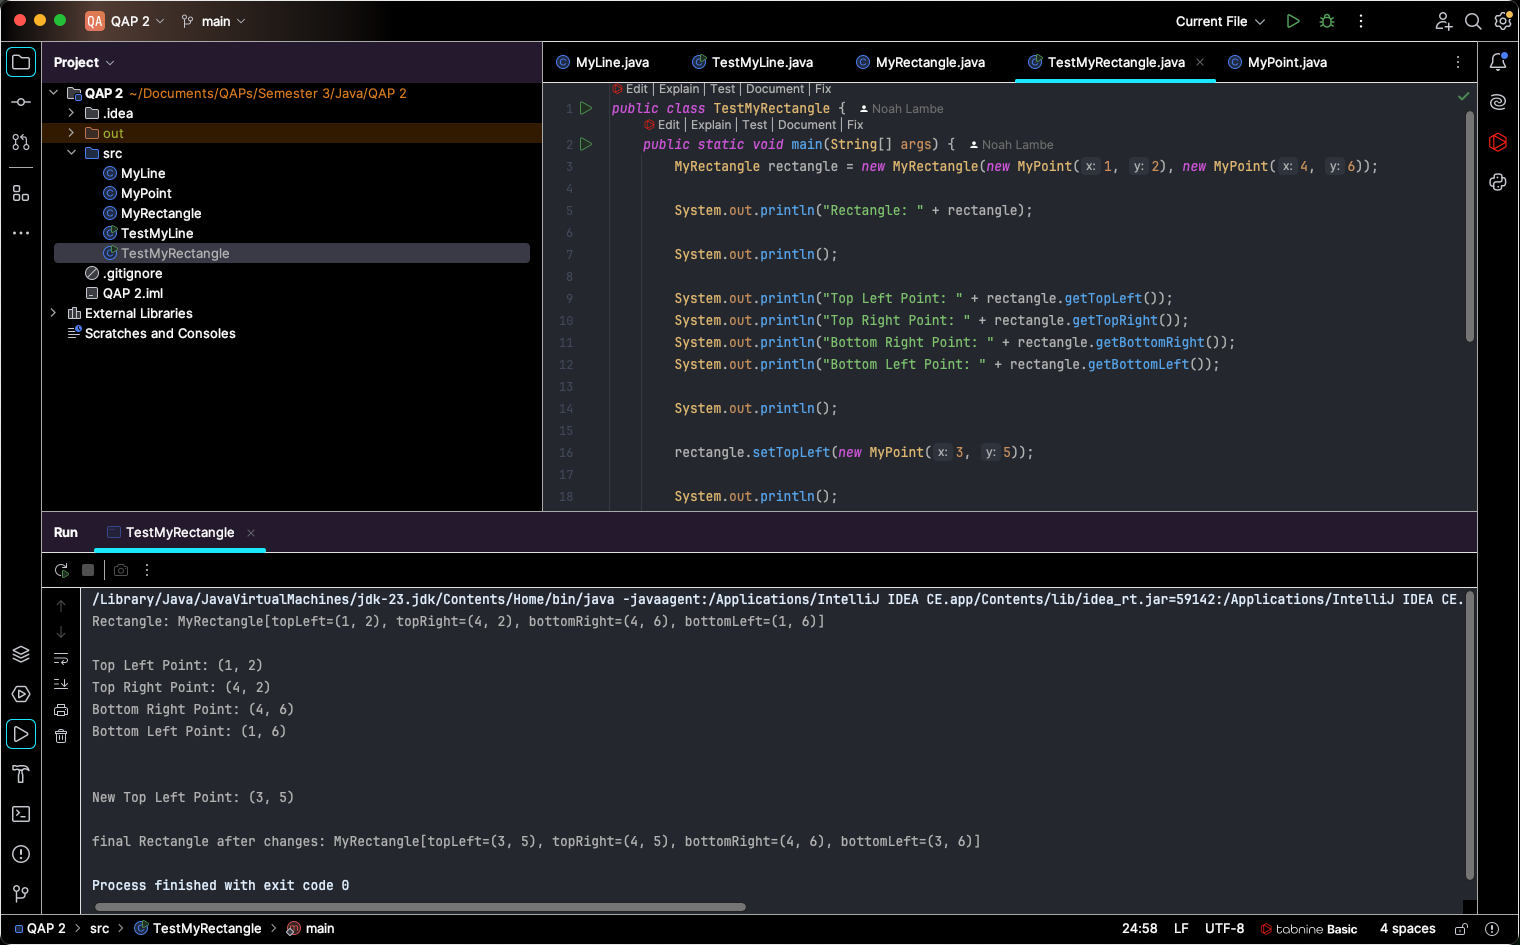 QA QAP 2 main Current File
Project
MyLine.java TestMyLine.java MyRectangle.java TestMyRectangle.java MyPoint.java
QAP 2 ~/Documents/QAPs/Semester 3/Java/QAP 2
.idea
out
src
MyLine
MyPoint
MyRectangle
TestMyLine
TestMyRectangle
.gitignore
QAP 2.iml
External Libraries
Scratches and Consoles
Edit | Explain | Test | Document | Fix
1 public class TestMyRectangle { Noah Lambe
Edit | Explain | Test | Document | Fix
2 public static void main(String[] args) { Noah Lambe
3 MyRectangle rectangle = new MyRectangle(new MyPoint( x: 1, y: 2), new MyPoint( x: 4, y: 6));
4
5 System.out.println("Rectangle: " + rectangle);
6
7 System.out.println();
8
9 System.out.println("Top Left Point: " + rectangle.getTopLeft());
10 System.out.println("Top Right Point: " + rectangle.getTopRight());
11 System.out.println("Bottom Right Point: " + rectangle.getBottomRight());
12 System.out.println("Bottom Left Point: " + rectangle.getBottomLeft());
13
14 System.out.println();
15
16 rectangle.setTopLeft(new MyPoint( x: 3, y: 5));
17
18 System.out.println();
Run TestMyRectangle
/Library/Java/JavaVirtualMachines/jdk-23.jdk/Contents/Home/bin/java -javaagent:/Applications/IntelliJ IDEA CE.app/Contents/lib/idea_rt.jar=59142:/Applications/IntelliJ IDEA CE.
Rectangle: MyRectangle[topLeft=(1, 2), topRight=(4, 2), bottomRight=(4, 6), bottomLeft=(1, 6)]
Top Left Point: (1, 2)
Top Right Point: (4, 2)
Bottom Right Point: (4, 6)
Bottom Left Point: (1, 6)
New Top Left Point: (3, 5)
final Rectangle after changes: MyRectangle[topLeft=(3, 5), topRight=(4, 5), bottomRight=(4, 6), bottomLeft=(3, 6)]
Process finished with exit code 0
QAP 2 > src > TestMyRectangle > main 24:58 LF UTF-8 tabnine Basic 4 spaces